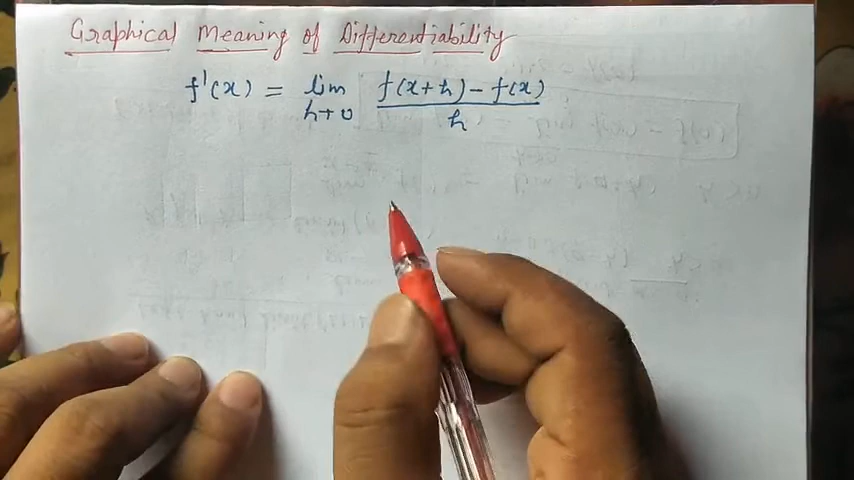 Graphical Meaning of Differentiability
f'(x) = lim f(x+h) - f(x)
h→0 h